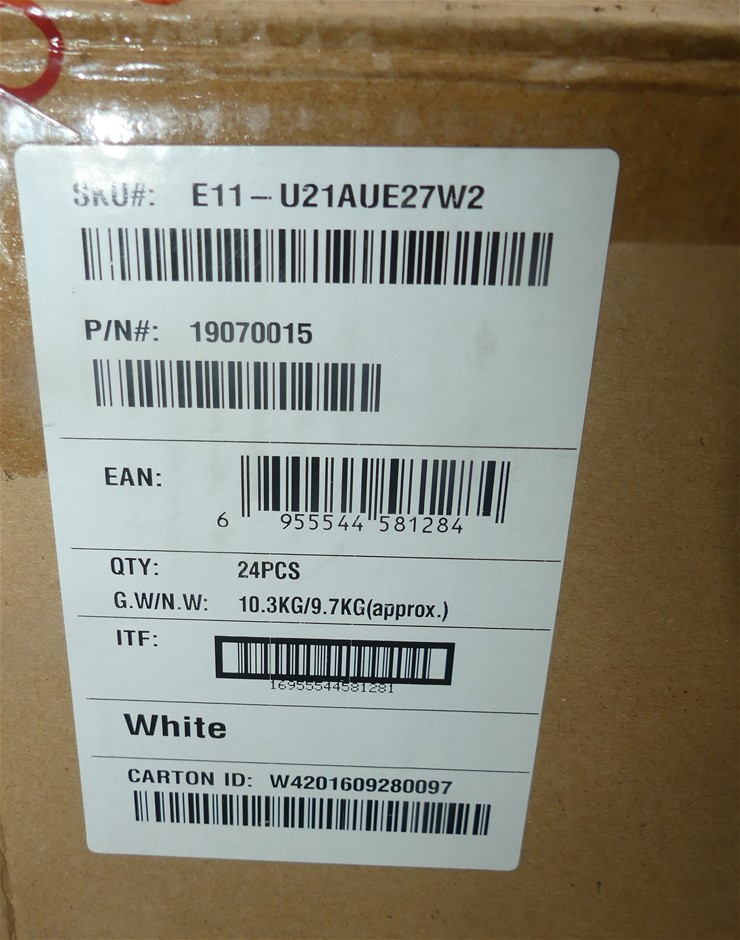 SKU#: E11-U21AUE27W2
P/N#: 19070015
EAN:
6 955544 581284
QTY: 24PCS
G.W/N.W: 10.3KG/9.7KG(approx.)
ITF:
16955544581281
White
CARTON ID: W4201609280097